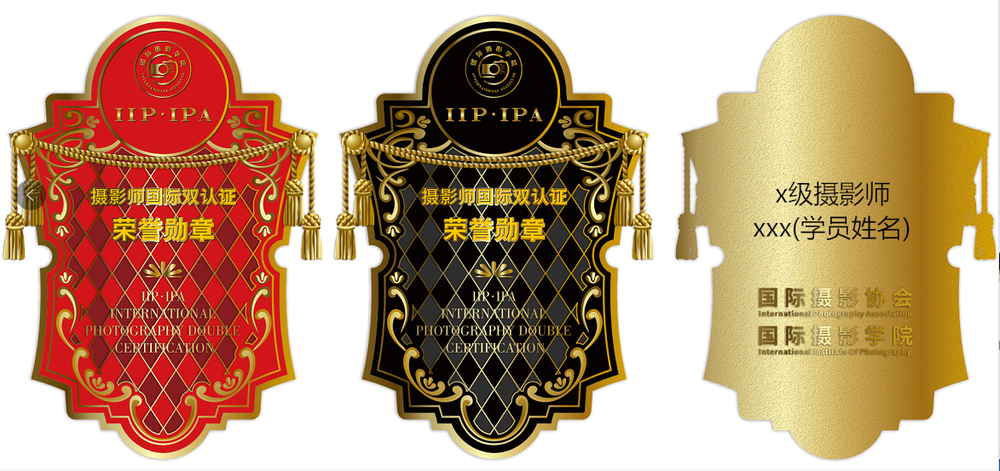 国际摄影学院
INTERNATIONAL INSTITUTE
IIP·IPA
摄影师国际双认证
荣誉勋章
IIP·IPA
INTERNATIONAL
PHOTOGRAPHY DOUBLE
CERTIFICATION
国际摄影学院
INTERNATIONAL INSTITUTE
IIP·IPA
摄影师国际双认证
荣誉勋章
IIP·IPA
INTERNATIONAL
PHOTOGRAPHY DOUBLE
CERTIFICATION
x级摄影师
xxx(学员姓名)
国际摄影协会
International Photography Association
国际摄影学院
International Institute Of Photography